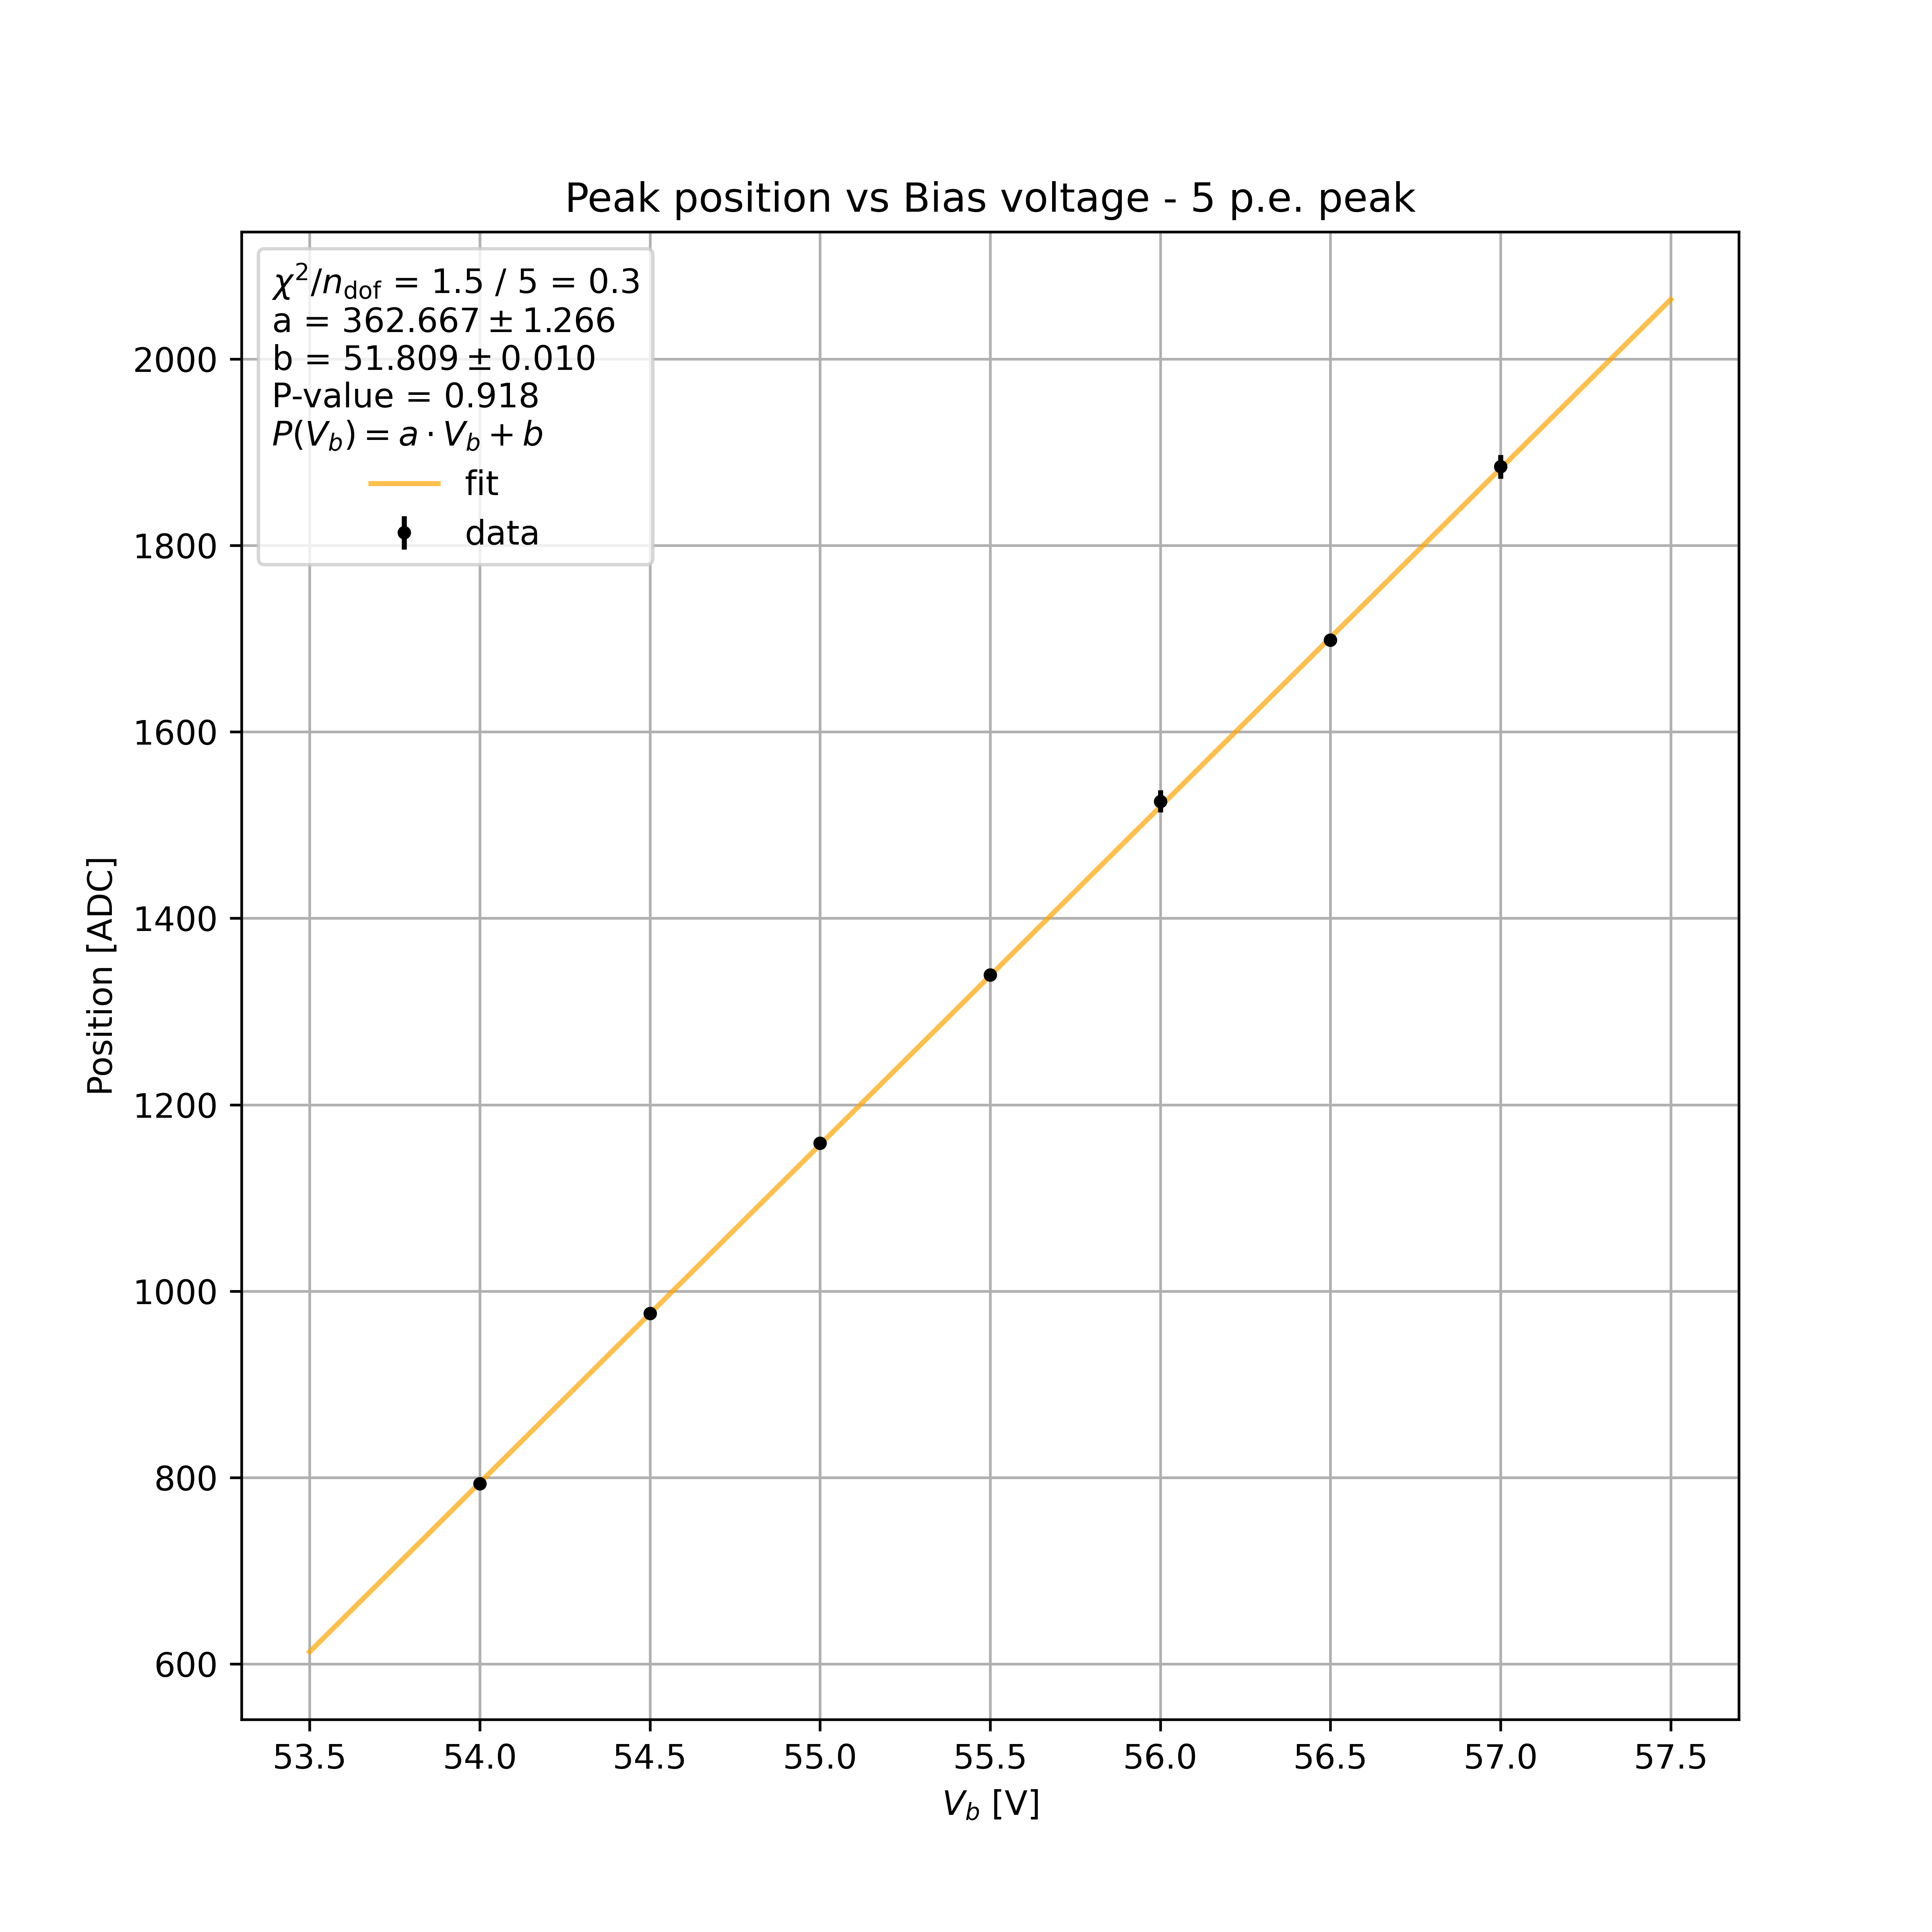 Peak position vs Bias voltage - 5 p.e. peak
χ²/n_dof = 1.5 / 5 = 0.3
a = 362.667 ± 1.266
b = 51.809 ± 0.010
P-value = 0.918
P(V_b) = a · V_b + b
fit
data
2000
1800
1600
1400
1200
1000
800
600
Position [ADC]
53.5 54.0 54.5 55.0 55.5 56.0 56.5 57.0 57.5
V_b [V]